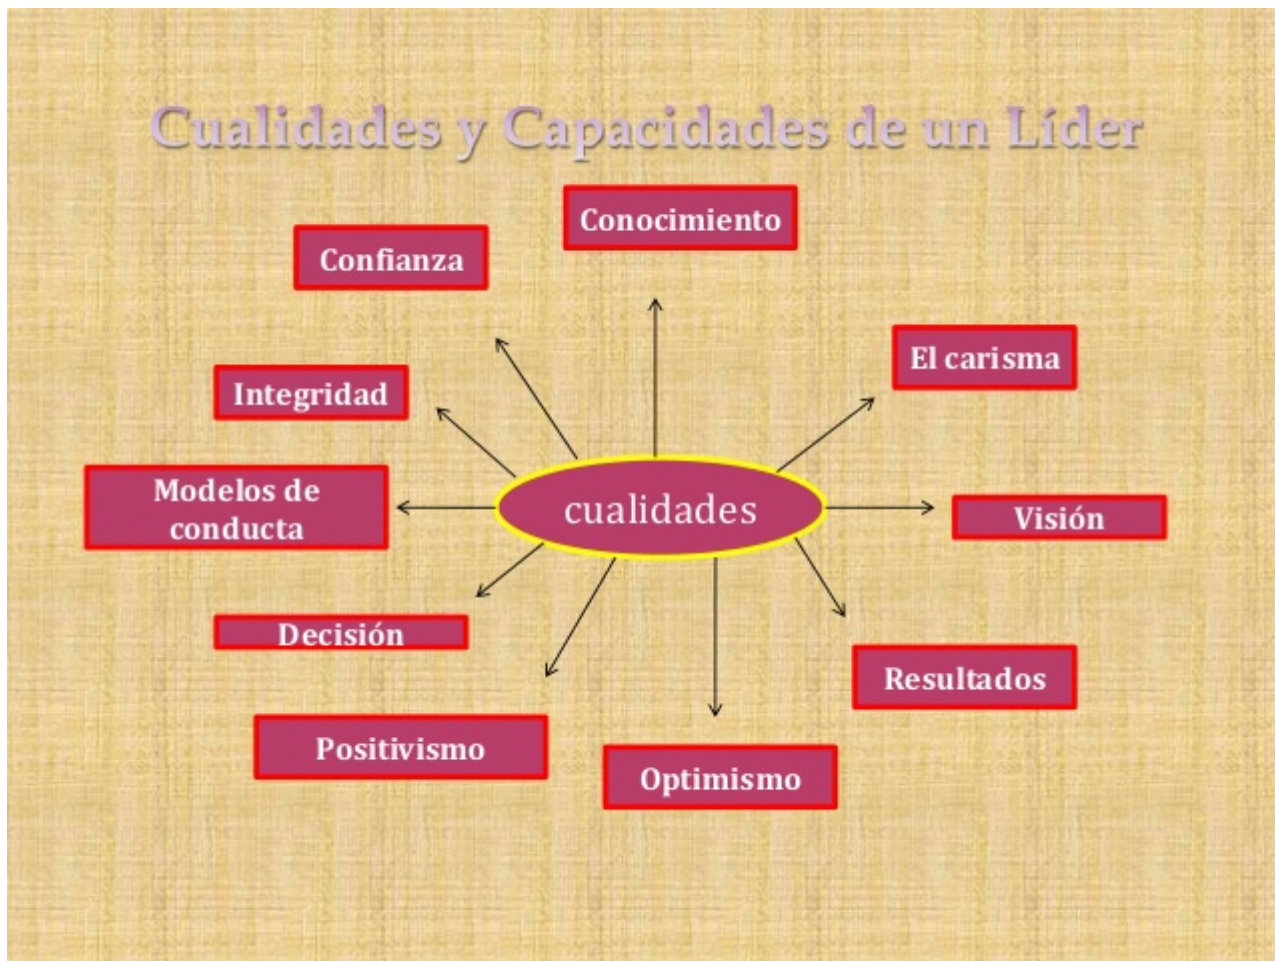 Cualidades y Capacidades de un Líder
Conocimiento
Confianza
El carisma
Integridad
Modelos de
conducta
cualidades
Visión
Decisión
Resultados
Positivismo
Optimismo